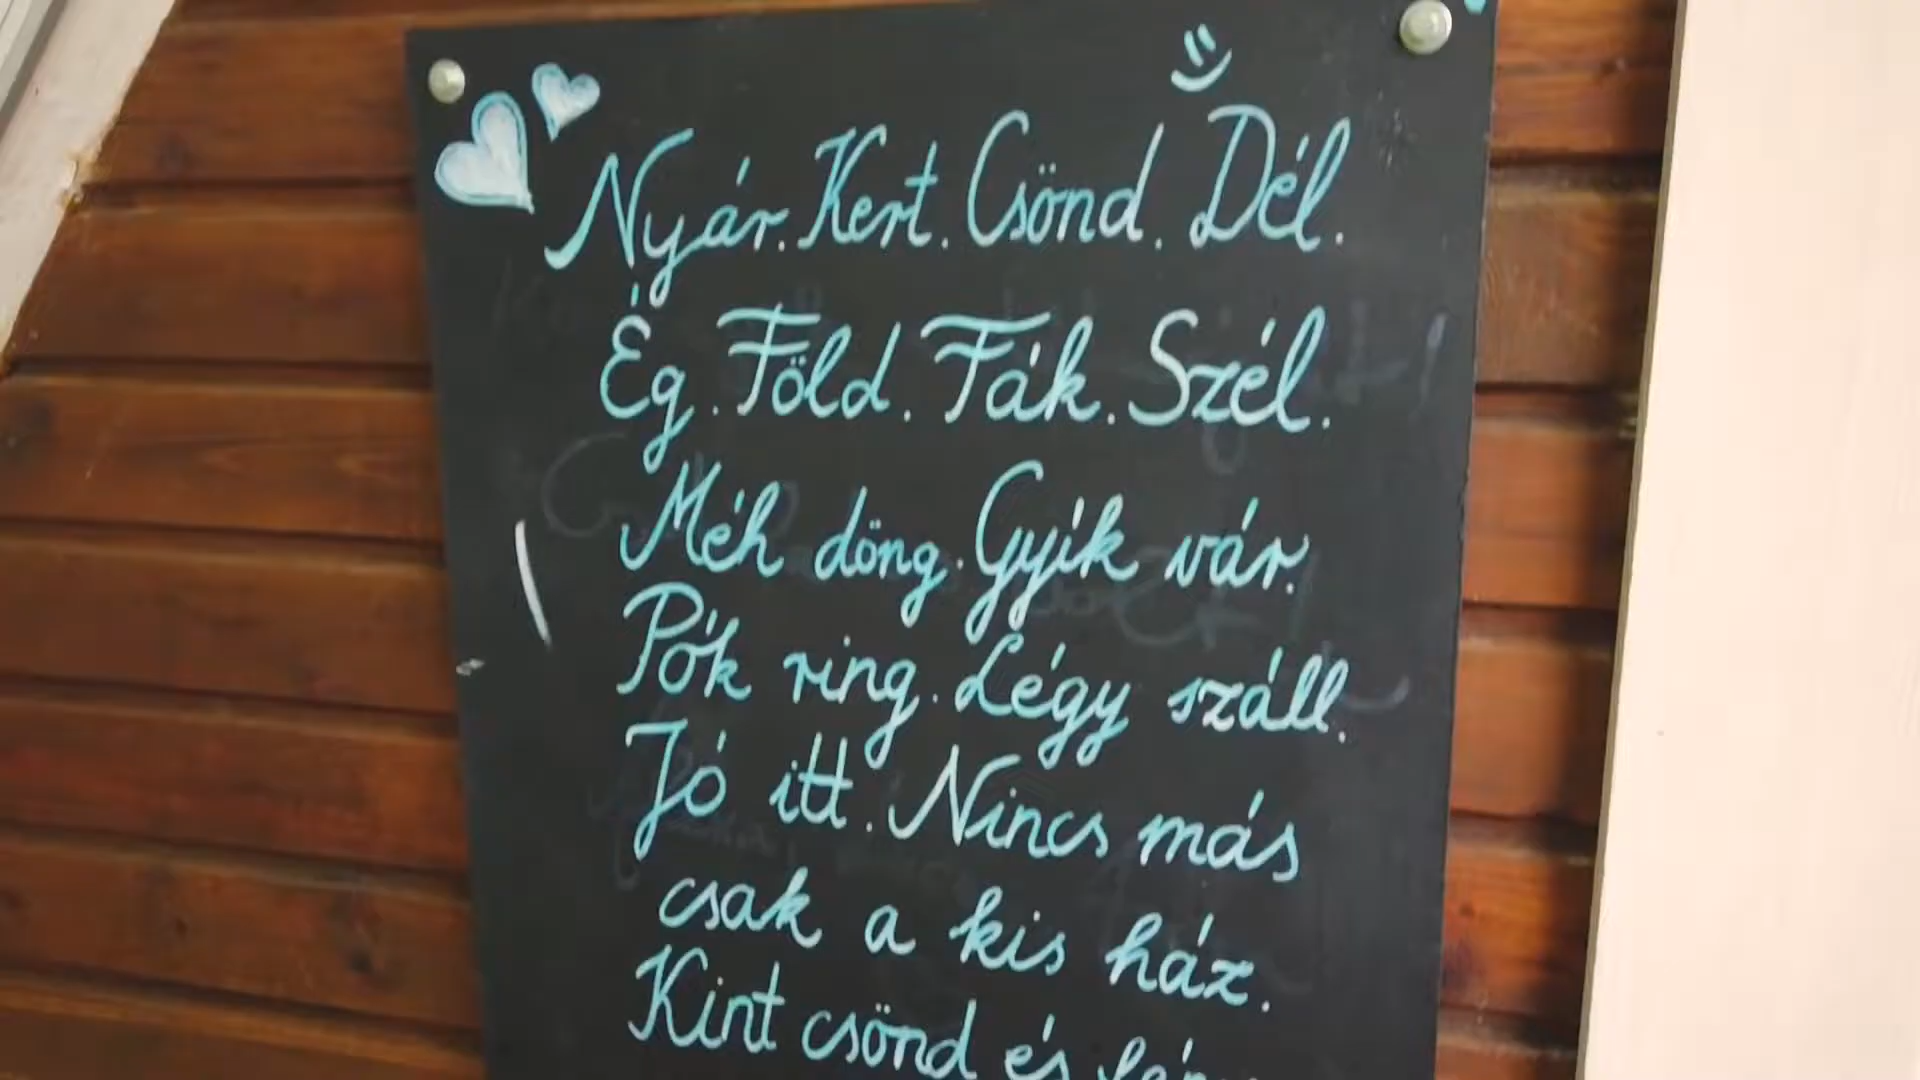 Nyár. Kert. Csönd. Dél.
Ég. Föld. Fák. Szél.
Méh döng. Gyík vár.
Pók ring. Légy száll.
Jó itt. Nincs más
csak a kis ház.
Kint csönd és